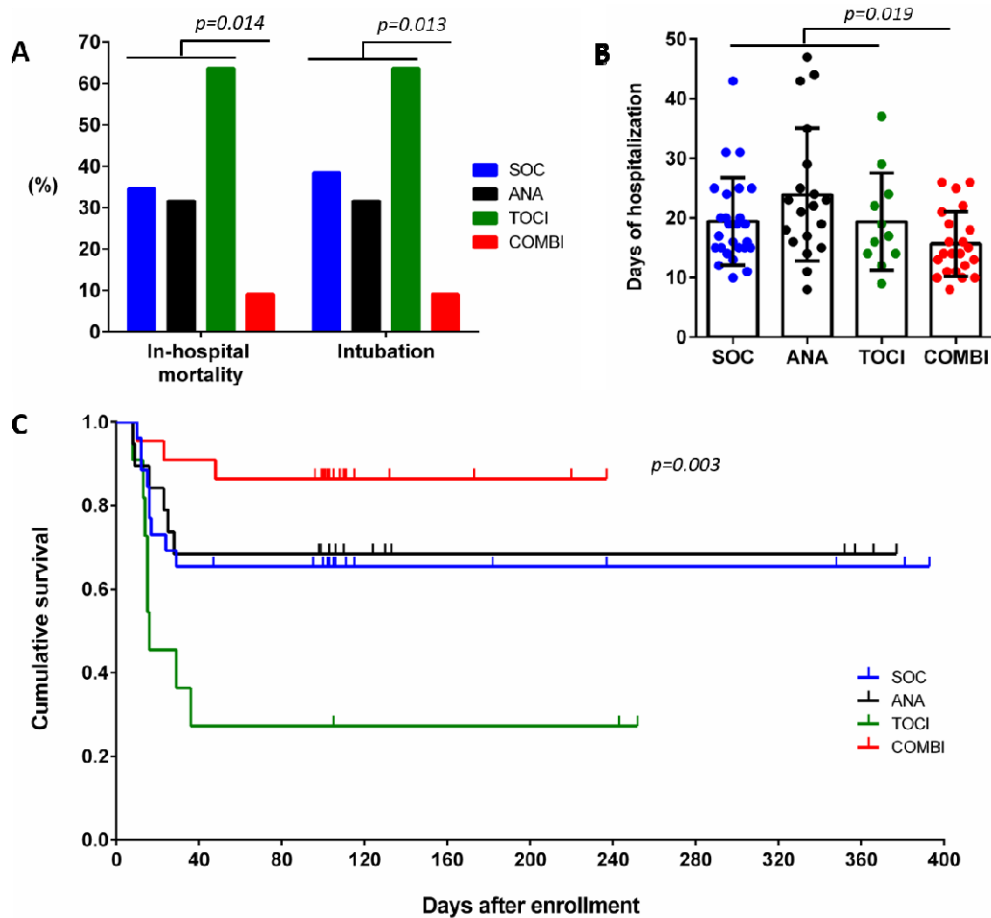 A
p=0.014
p=0.013
70
60
50
(%)
40
30
20
10
0
In-hospital
mortality
Intubation
SOC
ANA
TOCI
COMBI
B
p=0.019
Days of hospitalization
50
40
30
20
10
0
SOC ANA TOCI COMBI
C
Cumulative survival
1.0
0.8
0.6
0.4
0.2
0.0
p=0.003
SOC
ANA
TOCI
COMBI
0 40 80 120 160 200 240 280 320 360 400
Days after enrollment